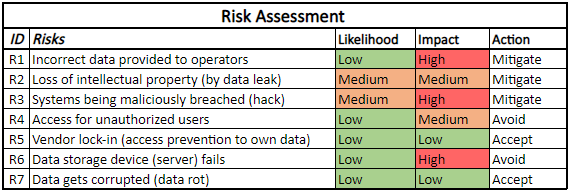 Risk Assessment
ID Risks Likelihood Impact Action
R1 Incorrect data provided to operators Low High Mitigate
R2 Loss of intellectual property (by data leak) Medium Medium Mitigate
R3 Systems being maliciously breached (hack) Medium High Mitigate
R4 Access for unauthorized users Low Medium Avoid
R5 Vendor lock-in (access prevention to own data) Low Low Accept
R6 Data storage device (server) fails Low High Avoid
R7 Data gets corrupted (data rot) Low Low Accept